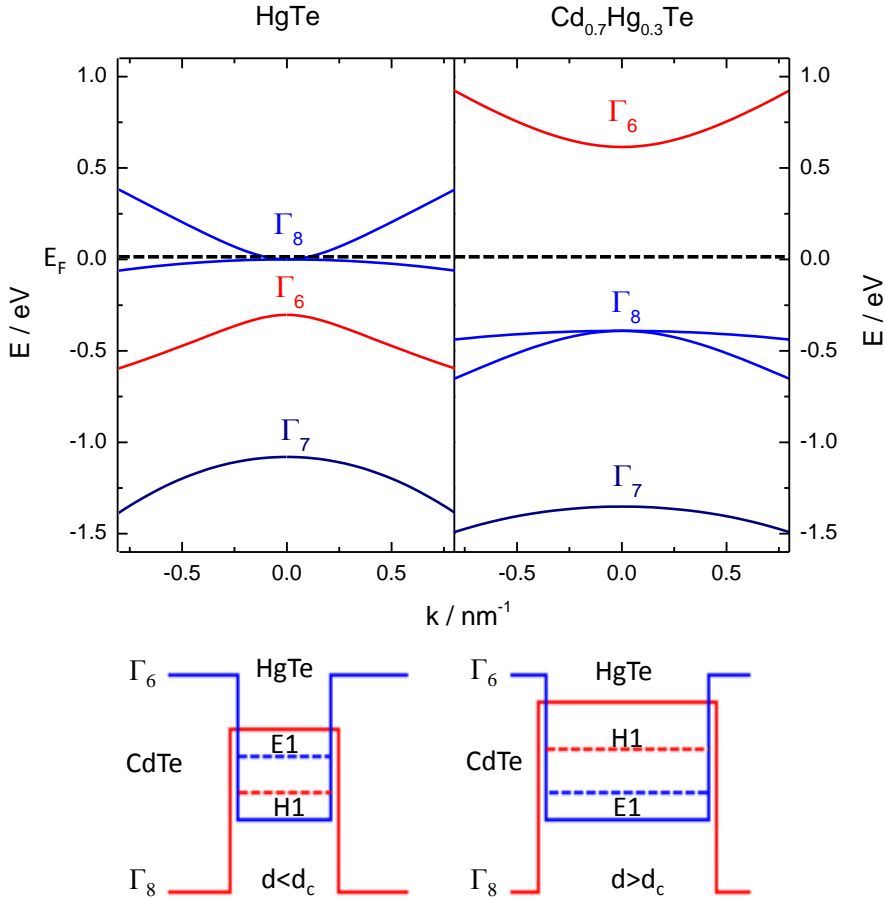 HgTe
Cd₀.₇Hg₀.₃Te
1.0
0.5
0.0
-0.5
-1.0
-1.5
E_F
E / eV
Γ₈
Γ₆
Γ₇
-0.5 0.0 0.5
Γ₆
Γ₈
Γ₇
-0.5 0.0 0.5
1.0
0.5
0.0
-0.5
-1.0
-1.5
E / eV
k / nm⁻¹
Γ₆ HgTe
E1
CdTe
H1
Γ₈ d<d_c
Γ₆ HgTe
H1
CdTe
E1
Γ₈ d>d_c